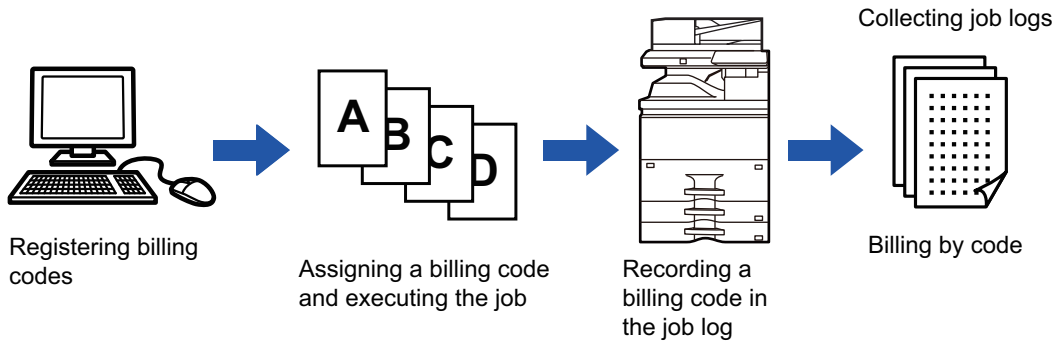 Registering billing
codes
A
B
C
D
Assigning a billing code
and executing the job
Recording a
billing code in
the job log
Collecting job logs
Billing by code